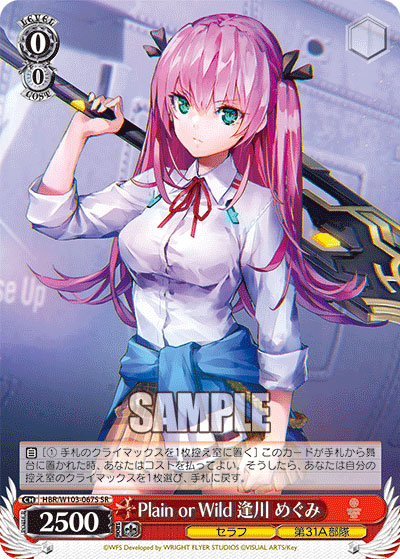 LEVEL
0
0
COST
se Up
SAMPLE
自[① 手札のクライマックスを1枚控え室に置く] このカードが手札から舞
台に置かれた時、あなたはコストを払ってよい。そうしたら、あなたは自分の
控え室のクライマックスを1枚選び、手札に戻す。
CH HBR/W103-067S SR
2500
Plain or Wild 逢川 めぐみ
セラフ 第31A部隊
©WFS Developed by WRIGHT FLYER STUDIOS ©VISUAL ARTS/Key